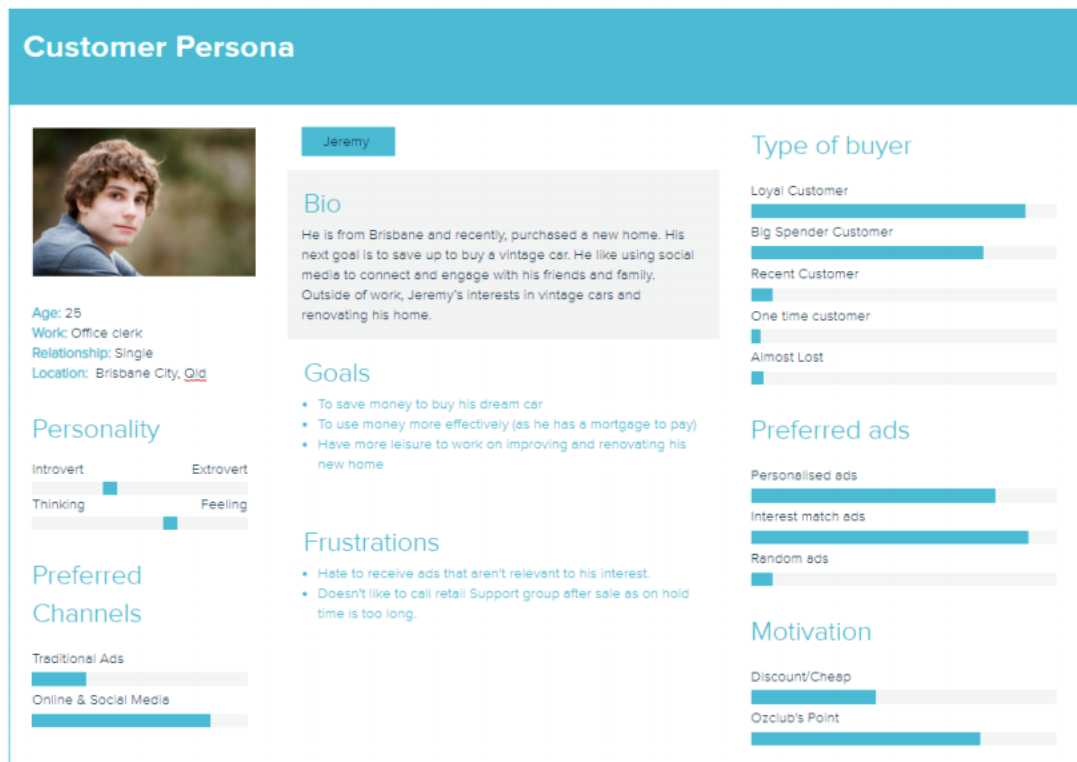 Customer Persona
Age: 25
Work: Office clerk
Relationship: Single
Location: Brisbane City, Qld
Personality
Introvert Extrovert
Thinking Feeling
Preferred
Channels
Traditional Ads
Online & Social Media
Jeremy
Bio
He is from Brisbane and recently, purchased a new home. His
next goal is to save up to buy a vintage car. He like using social
media to connect and engage with his friends and family.
Outside of work, Jeremy's interests in vintage cars and
renovating his home.
Goals
• To save money to buy his dream car
• To use money more effectively (as he has a mortgage to pay)
• Have more leisure to work on improving and renovating his
new home
Frustrations
• Hate to receive ads that aren't relevant to his interest.
• Doesn't like to call retail Support group after sale as on hold
time is too long.
Type of buyer
Loyal Customer
Big Spender Customer
Recent Customer
One time customer
Almost Lost
Preferred ads
Personalised ads
Interest match ads
Random ads
Motivation
Discount/Cheap
Ozclub's Point